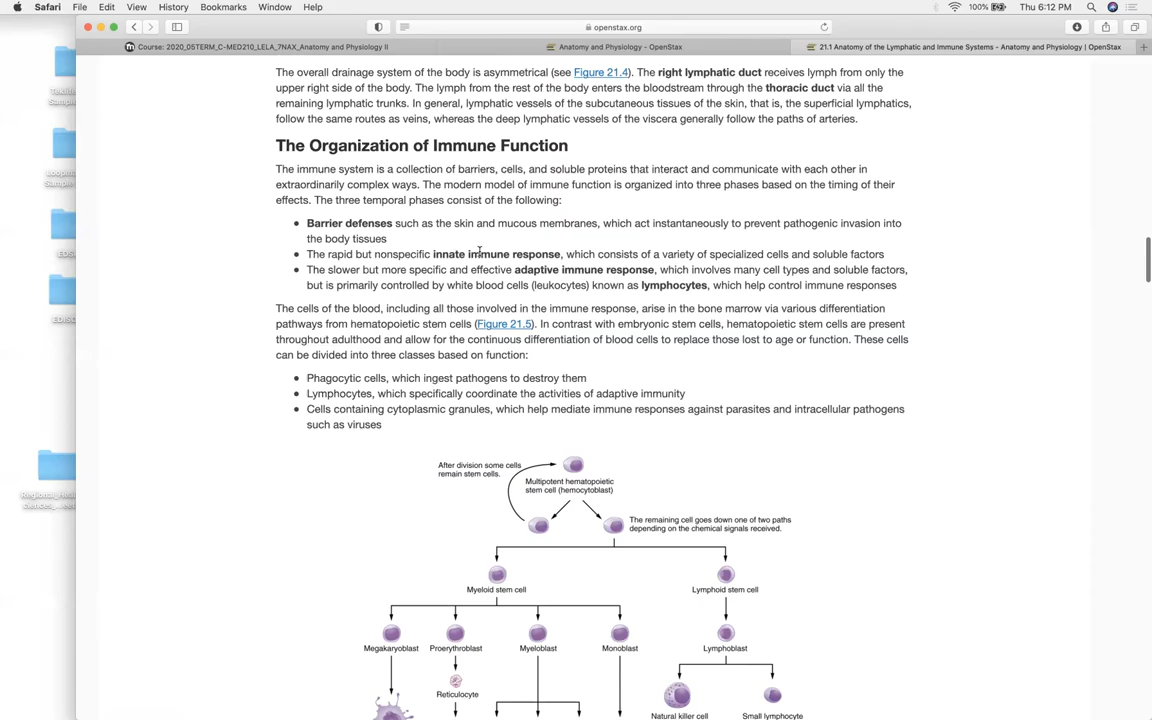 Safari File Edit View History Bookmarks Window Help 100% Thu 6:12 PM
openstax.org
Course: 2020_05TERM_C-MED210_LELA_7NAX_Anatomy and Physiology II
Anatomy and Physiology - OpenStax
21.1 Anatomy of the Lymphatic and Immune Systems - Anatomy and Physiology | OpenStax
The overall drainage system of the body is asymmetrical (see Figure 21.4). The right lymphatic duct receives lymph from only the
upper right side of the body. The lymph from the rest of the body enters the bloodstream through the thoracic duct via all the
remaining lymphatic trunks. In general, lymphatic vessels of the subcutaneous tissues of the skin, that is, the superficial lymphatics,
follow the same routes as veins, whereas the deep lymphatic vessels of the viscera generally follow the paths of arteries.
The Organization of Immune Function
The immune system is a collection of barriers, cells, and soluble proteins that interact and communicate with each other in
extraordinarily complex ways. The modern model of immune function is organized into three phases based on the timing of their
effects. The three temporal phases consist of the following:
• Barrier defenses such as the skin and mucous membranes, which act instantaneously to prevent pathogenic invasion into
the body tissues
• The rapid but nonspecific innate immune response, which consists of a variety of specialized cells and soluble factors
• The slower but more specific and effective adaptive immune response, which involves many cell types and soluble factors,
but is primarily controlled by white blood cells (leukocytes) known as lymphocytes, which help control immune responses
The cells of the blood, including all those involved in the immune response, arise in the bone marrow via various differentiation
pathways from hematopoietic stem cells (Figure 21.5). In contrast with embryonic stem cells, hematopoietic stem cells are present
throughout adulthood and allow for the continuous differentiation of blood cells to replace those lost to age or function. These cells
can be divided into three classes based on function:
• Phagocytic cells, which ingest pathogens to destroy them
• Lymphocytes, which specifically coordinate the activities of adaptive immunity
• Cells containing cytoplasmic granules, which help mediate immune responses against parasites and intracellular pathogens
such as viruses
After division some cells
remain stem cells.
Multipotent hematopoietic
stem cell (hemocytoblast)
The remaining cell goes down one of two paths
depending on the chemical signals received.
Myeloid stem cell
Lymphoid stem cell
Megakaryoblast Proerythroblast Myeloblast Monoblast Lymphoblast
Reticulocyte
Natural killer cell Small lymphocyte